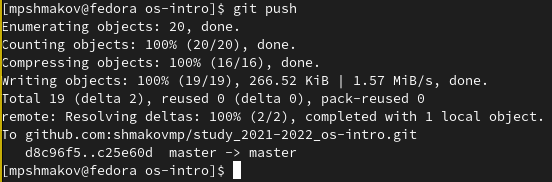 [mpshmakov@fedora os-intro]$ git push
Enumerating objects: 20, done.
Counting objects: 100% (20/20), done.
Compressing objects: 100% (16/16), done.
Writing objects: 100% (19/19), 266.52 KiB | 1.57 MiB/s, done.
Total 19 (delta 2), reused 0 (delta 0), pack-reused 0
remote: Resolving deltas: 100% (2/2), completed with 1 local object.
To github.com:shmakovmp/study_2021-2022_os-intro.git
   d8c96f5..c25e60d  master -> master
[mpshmakov@fedora os-intro]$